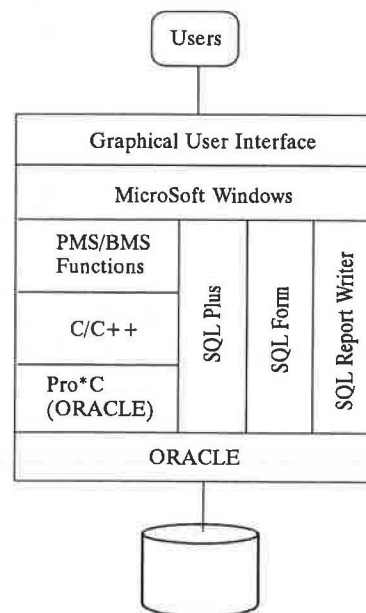 Users
Graphical User Interface
MicroSoft Windows
PMS/BMS
Functions
C/C++
Pro*C
(ORACLE)
SQL Plus
SQL Form
SQL Report Writer
ORACLE